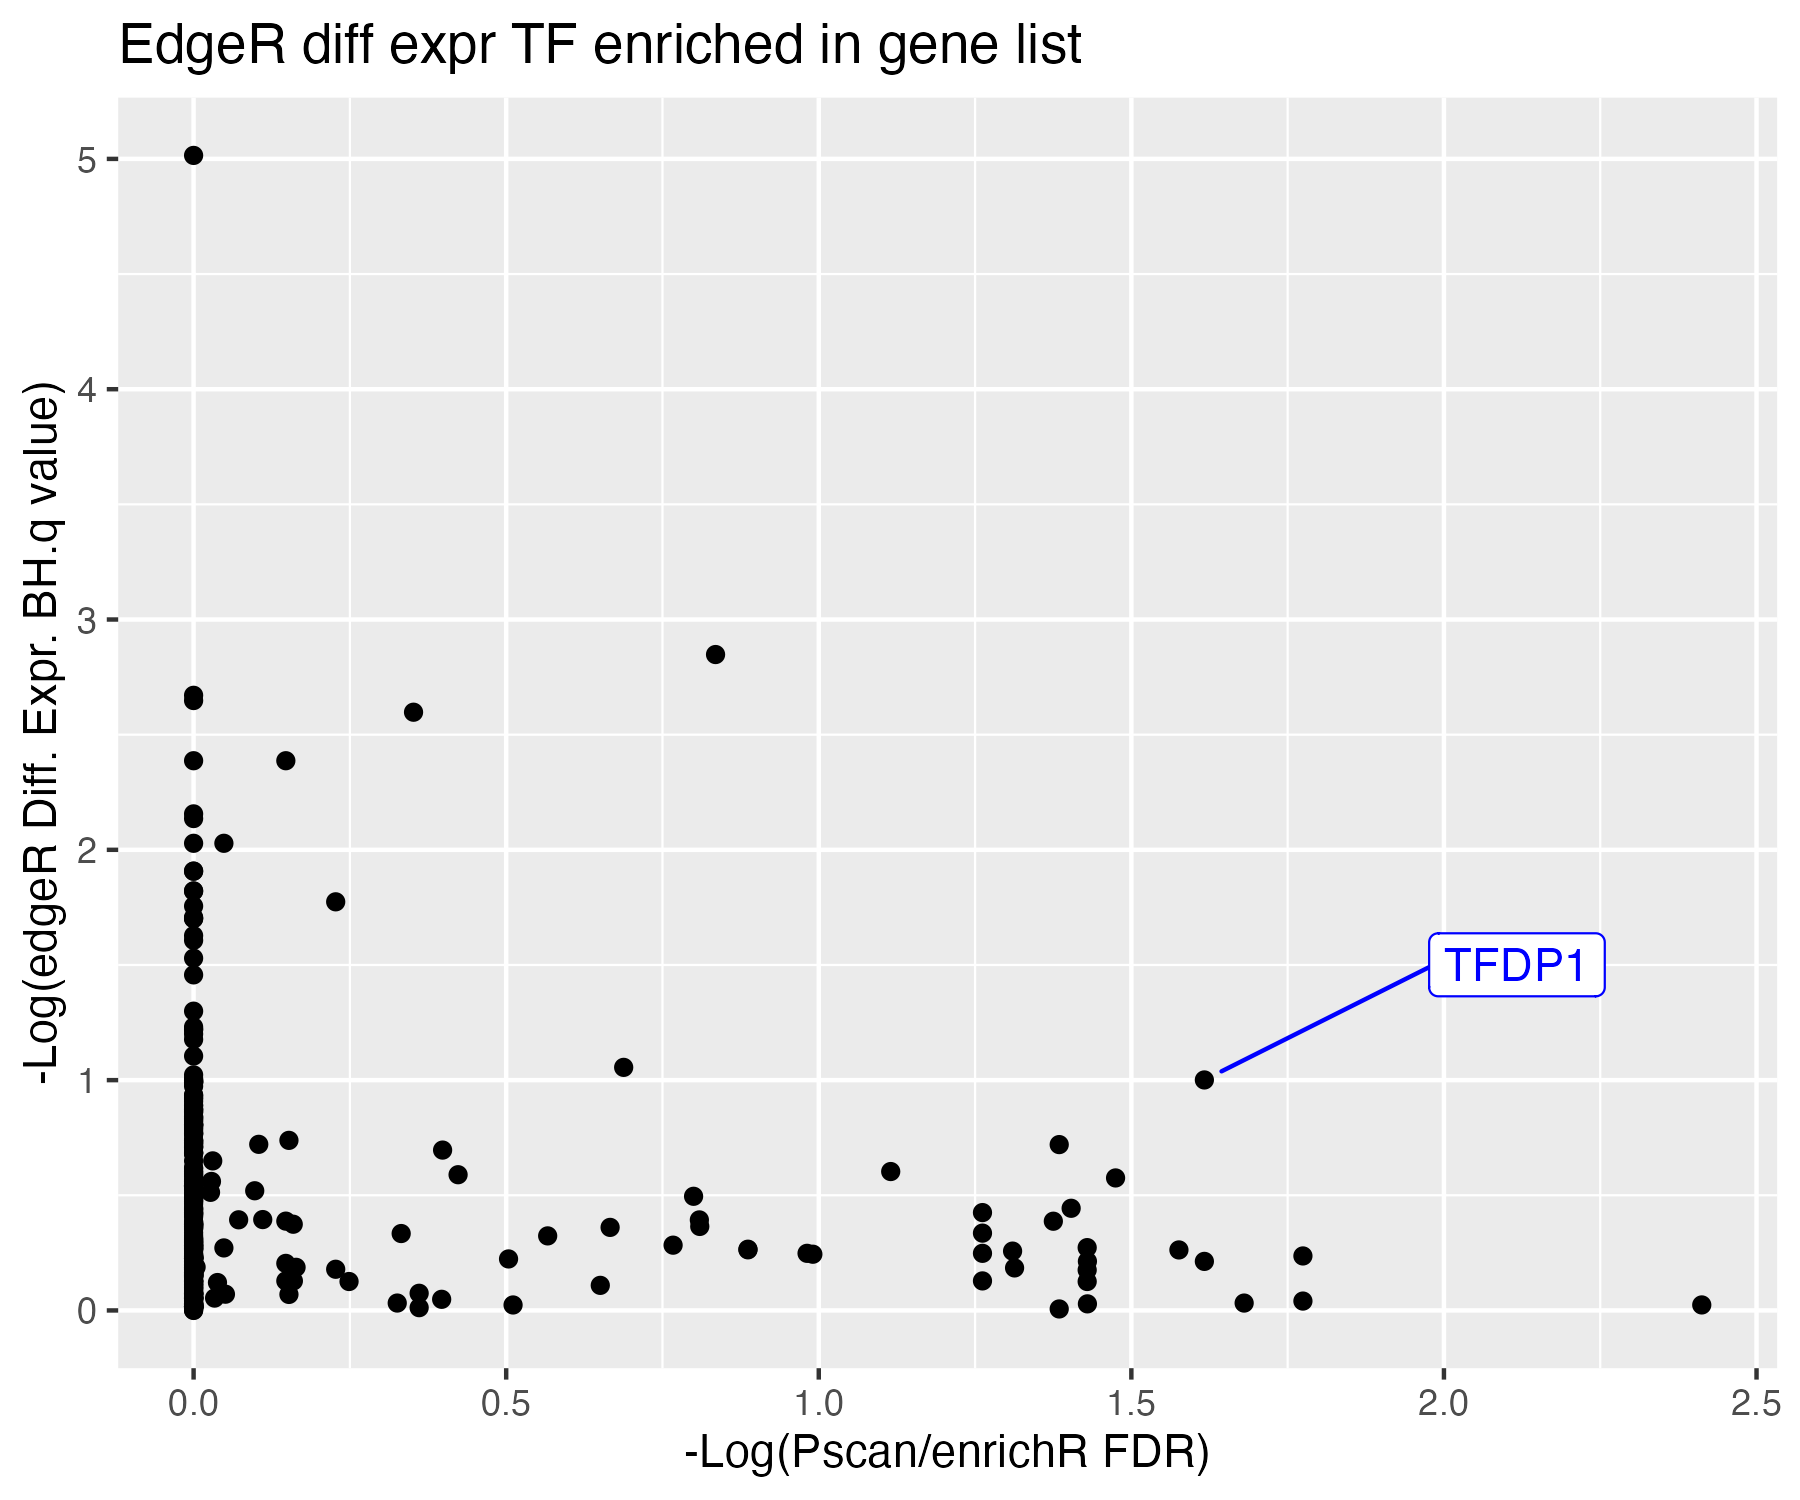 EdgeR diff expr TF enriched in gene list
-Log(edgeR Diff. Expr. BH.q value)
5
4
3
2
1
0
TFDP1
0.0 0.5 1.0 1.5 2.0 2.5
-Log(Pscan/enrichR FDR)